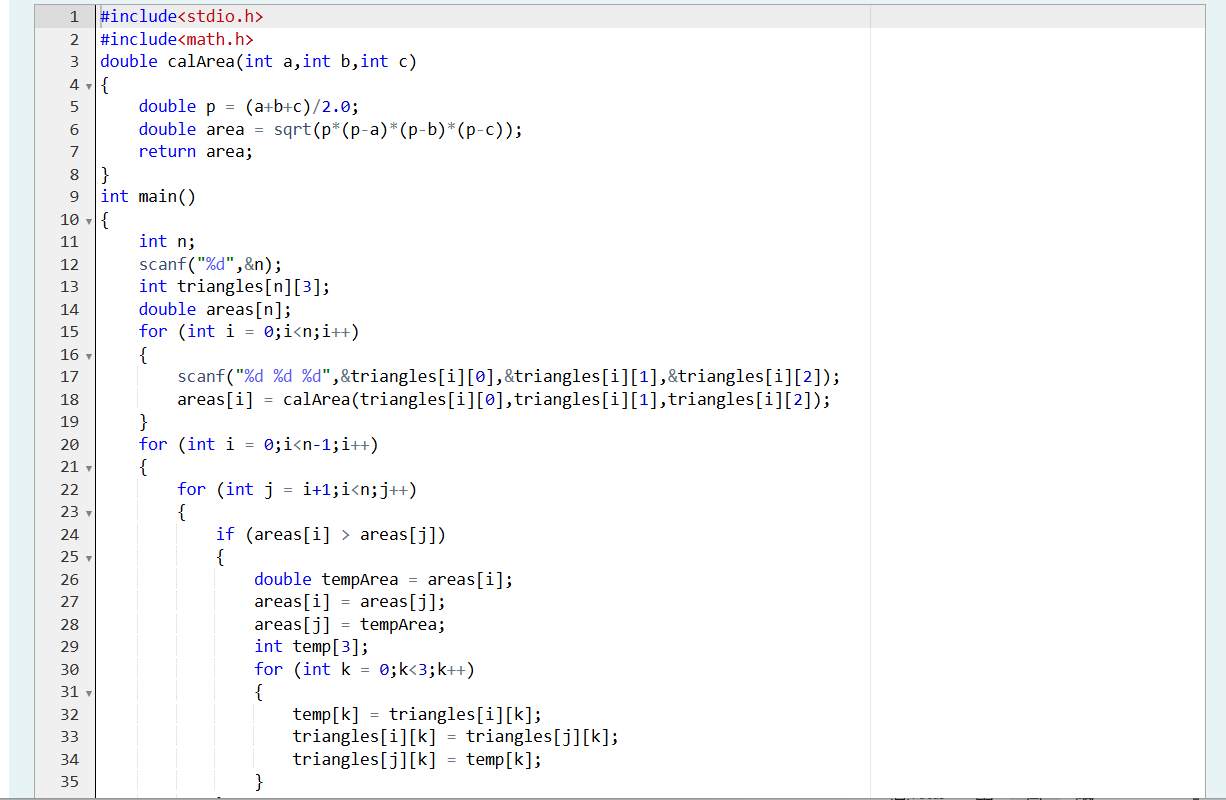 1 #include<stdio.h>
2 #include<math.h>
3 double calArea(int a,int b,int c)
4 {
5 double p = (a+b+c)/2.0;
6 double area = sqrt(p*(p-a)*(p-b)*(p-c));
7 return area;
8 }
9 int main()
10 {
11 int n;
12 scanf("%d",&n);
13 int triangles[n][3];
14 double areas[n];
15 for (int i = 0;i<n;i++)
16 {
17 scanf("%d %d %d",&triangles[i][0],&triangles[i][1],&triangles[i][2]);
18 areas[i] = calArea(triangles[i][0],triangles[i][1],triangles[i][2]);
19 }
20 for (int i = 0;i<n-1;i++)
21 {
22 for (int j = i+1;i<n;j++)
23 {
24 if (areas[i] > areas[j])
25 {
26 double tempArea = areas[i];
27 areas[i] = areas[j];
28 areas[j] = tempArea;
29 int temp[3];
30 for (int k = 0;k<3;k++)
31 {
32 temp[k] = triangles[i][k];
33 triangles[i][k] = triangles[j][k];
34 triangles[j][k] = temp[k];
35 }